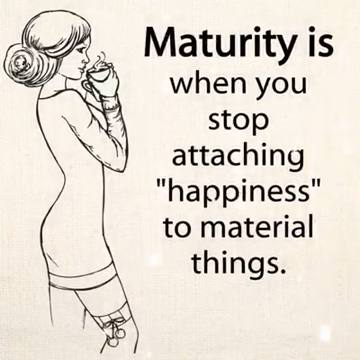 Maturity is
when you
stop
attaching
"happiness"
to material
things.